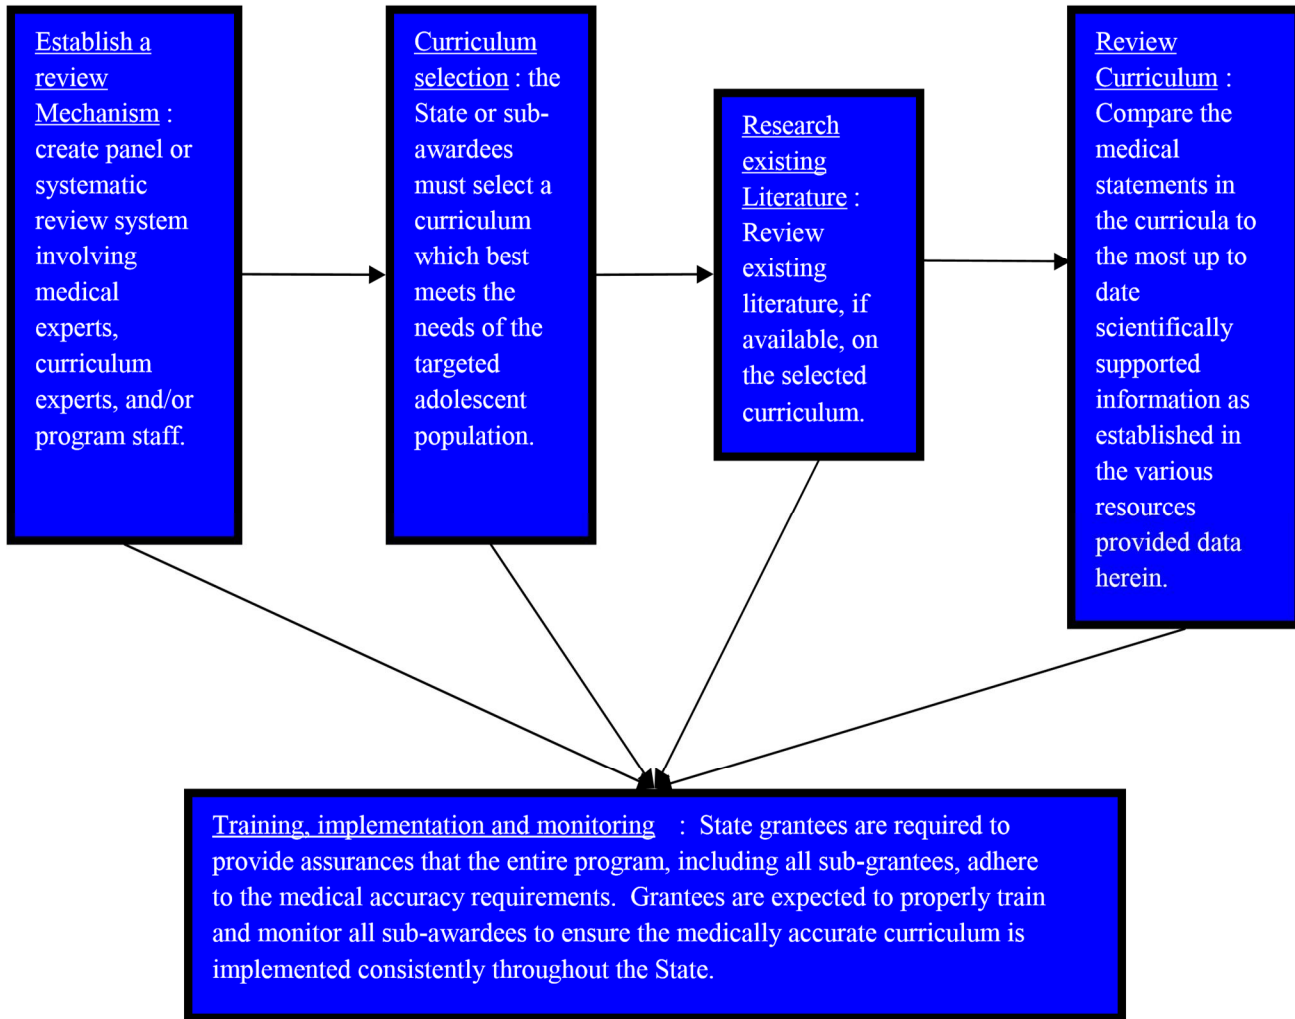 Establish a
review
Mechanism :
create panel or
systematic
review system
involving
medical
experts,
curriculum
experts, and/or
program staff.
Curriculum
selection : the
State or sub-
awardees
must select a
curriculum
which best
meets the
needs of the
targeted
adolescent
population.
Research
existing
Literature :
Review
existing
literature, if
available, on
the selected
curriculum.
Review
Curriculum :
Compare the
medical
statements in
the curricula to
the most up to
date
scientifically
supported
information as
established in
the various
resources
provided data
herein.
Training, implementation and monitoring : State grantees are required to
provide assurances that the entire program, including all sub-grantees, adhere
to the medical accuracy requirements. Grantees are expected to properly train
and monitor all sub-awardees to ensure the medically accurate curriculum is
implemented consistently throughout the State.